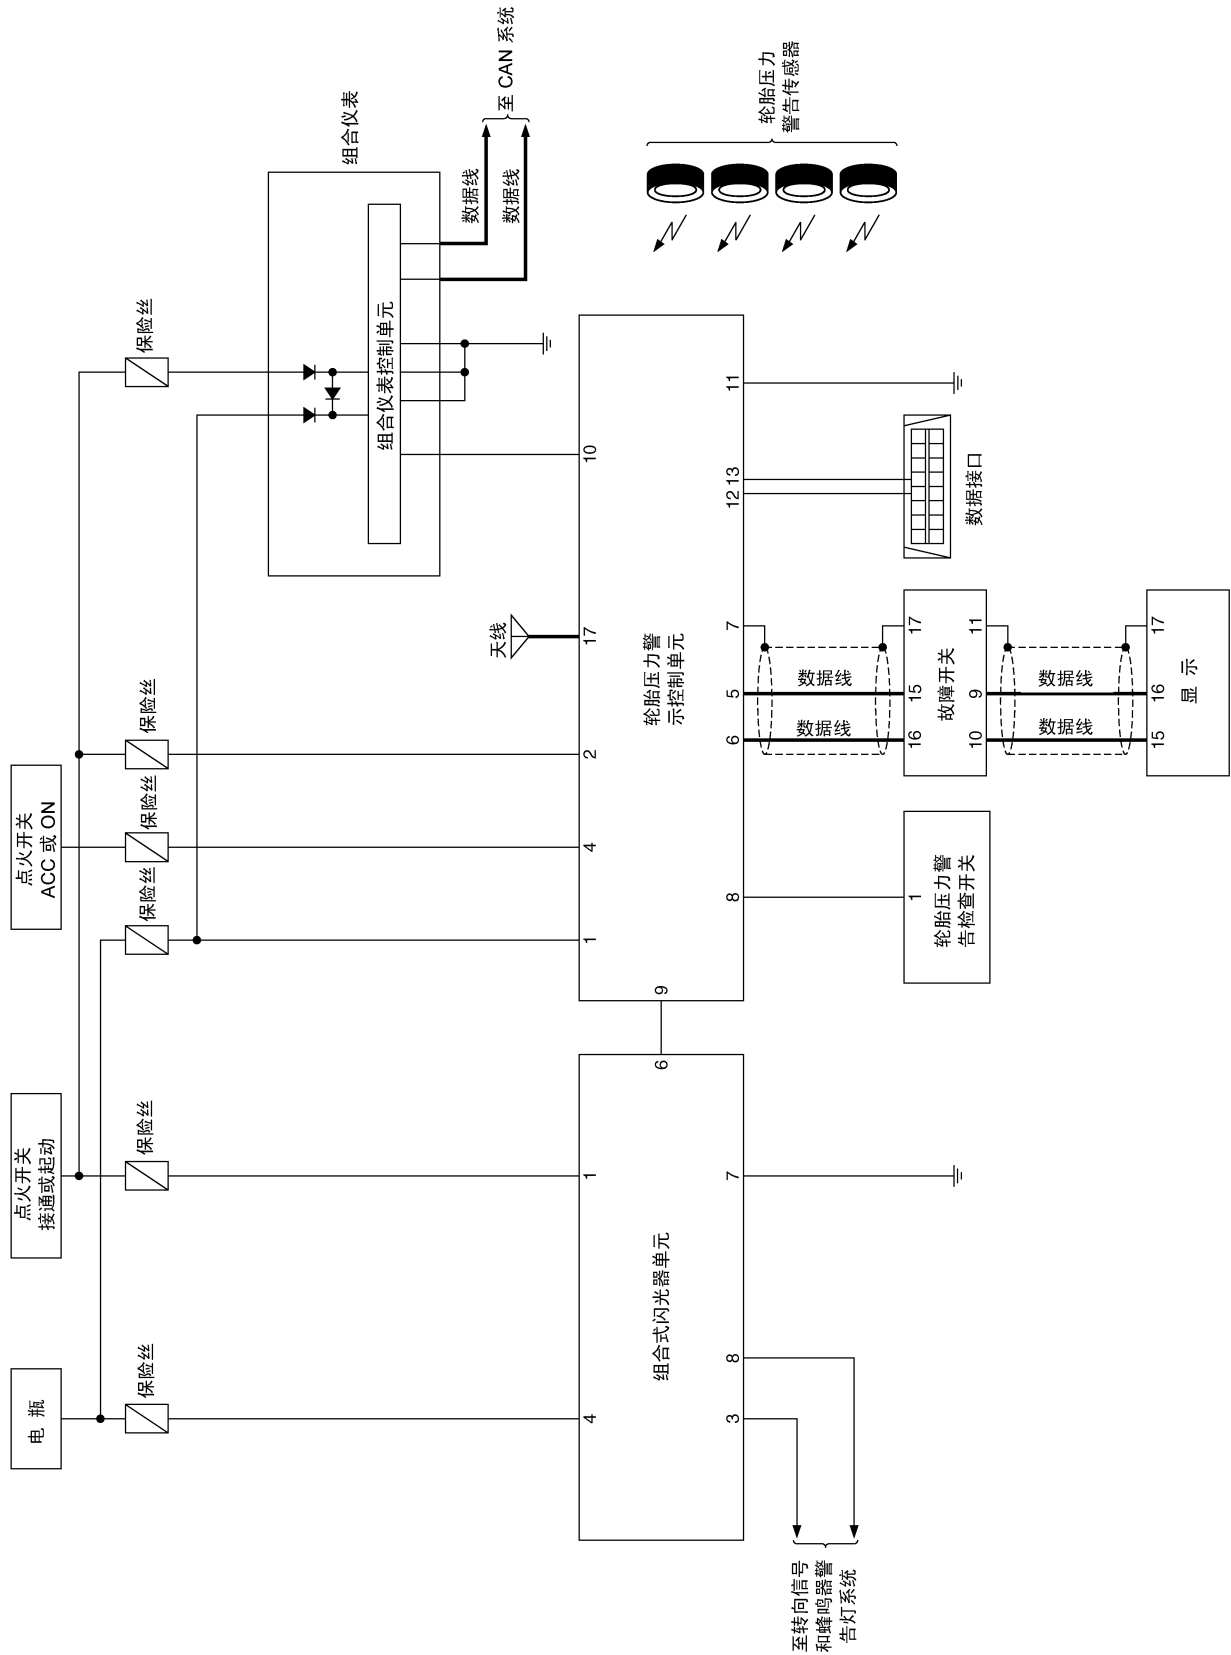 电 瓶
点火开关
接通或起动
点火开关
ACC 或 ON
保险丝
保险丝
保险丝
保险丝
保险丝
保险丝
组合仪表
组合仪表控制单元
数据线
数据线
至 CAN 系统
天线
4
1
1
4
2
17
10
组合式闪光器单元
6
9
轮胎压力警
示控制单元
轮胎压力
警告传感器
3
8
7
8
6
5
7
12
13
11
至转向信号
和蜂鸣器警
告灯系统
1
轮胎压力警
告检查开关
数据线
数据线
16
15
17
故障开关
10
9
11
数据线
数据线
15
16
17
显 示
数据接口